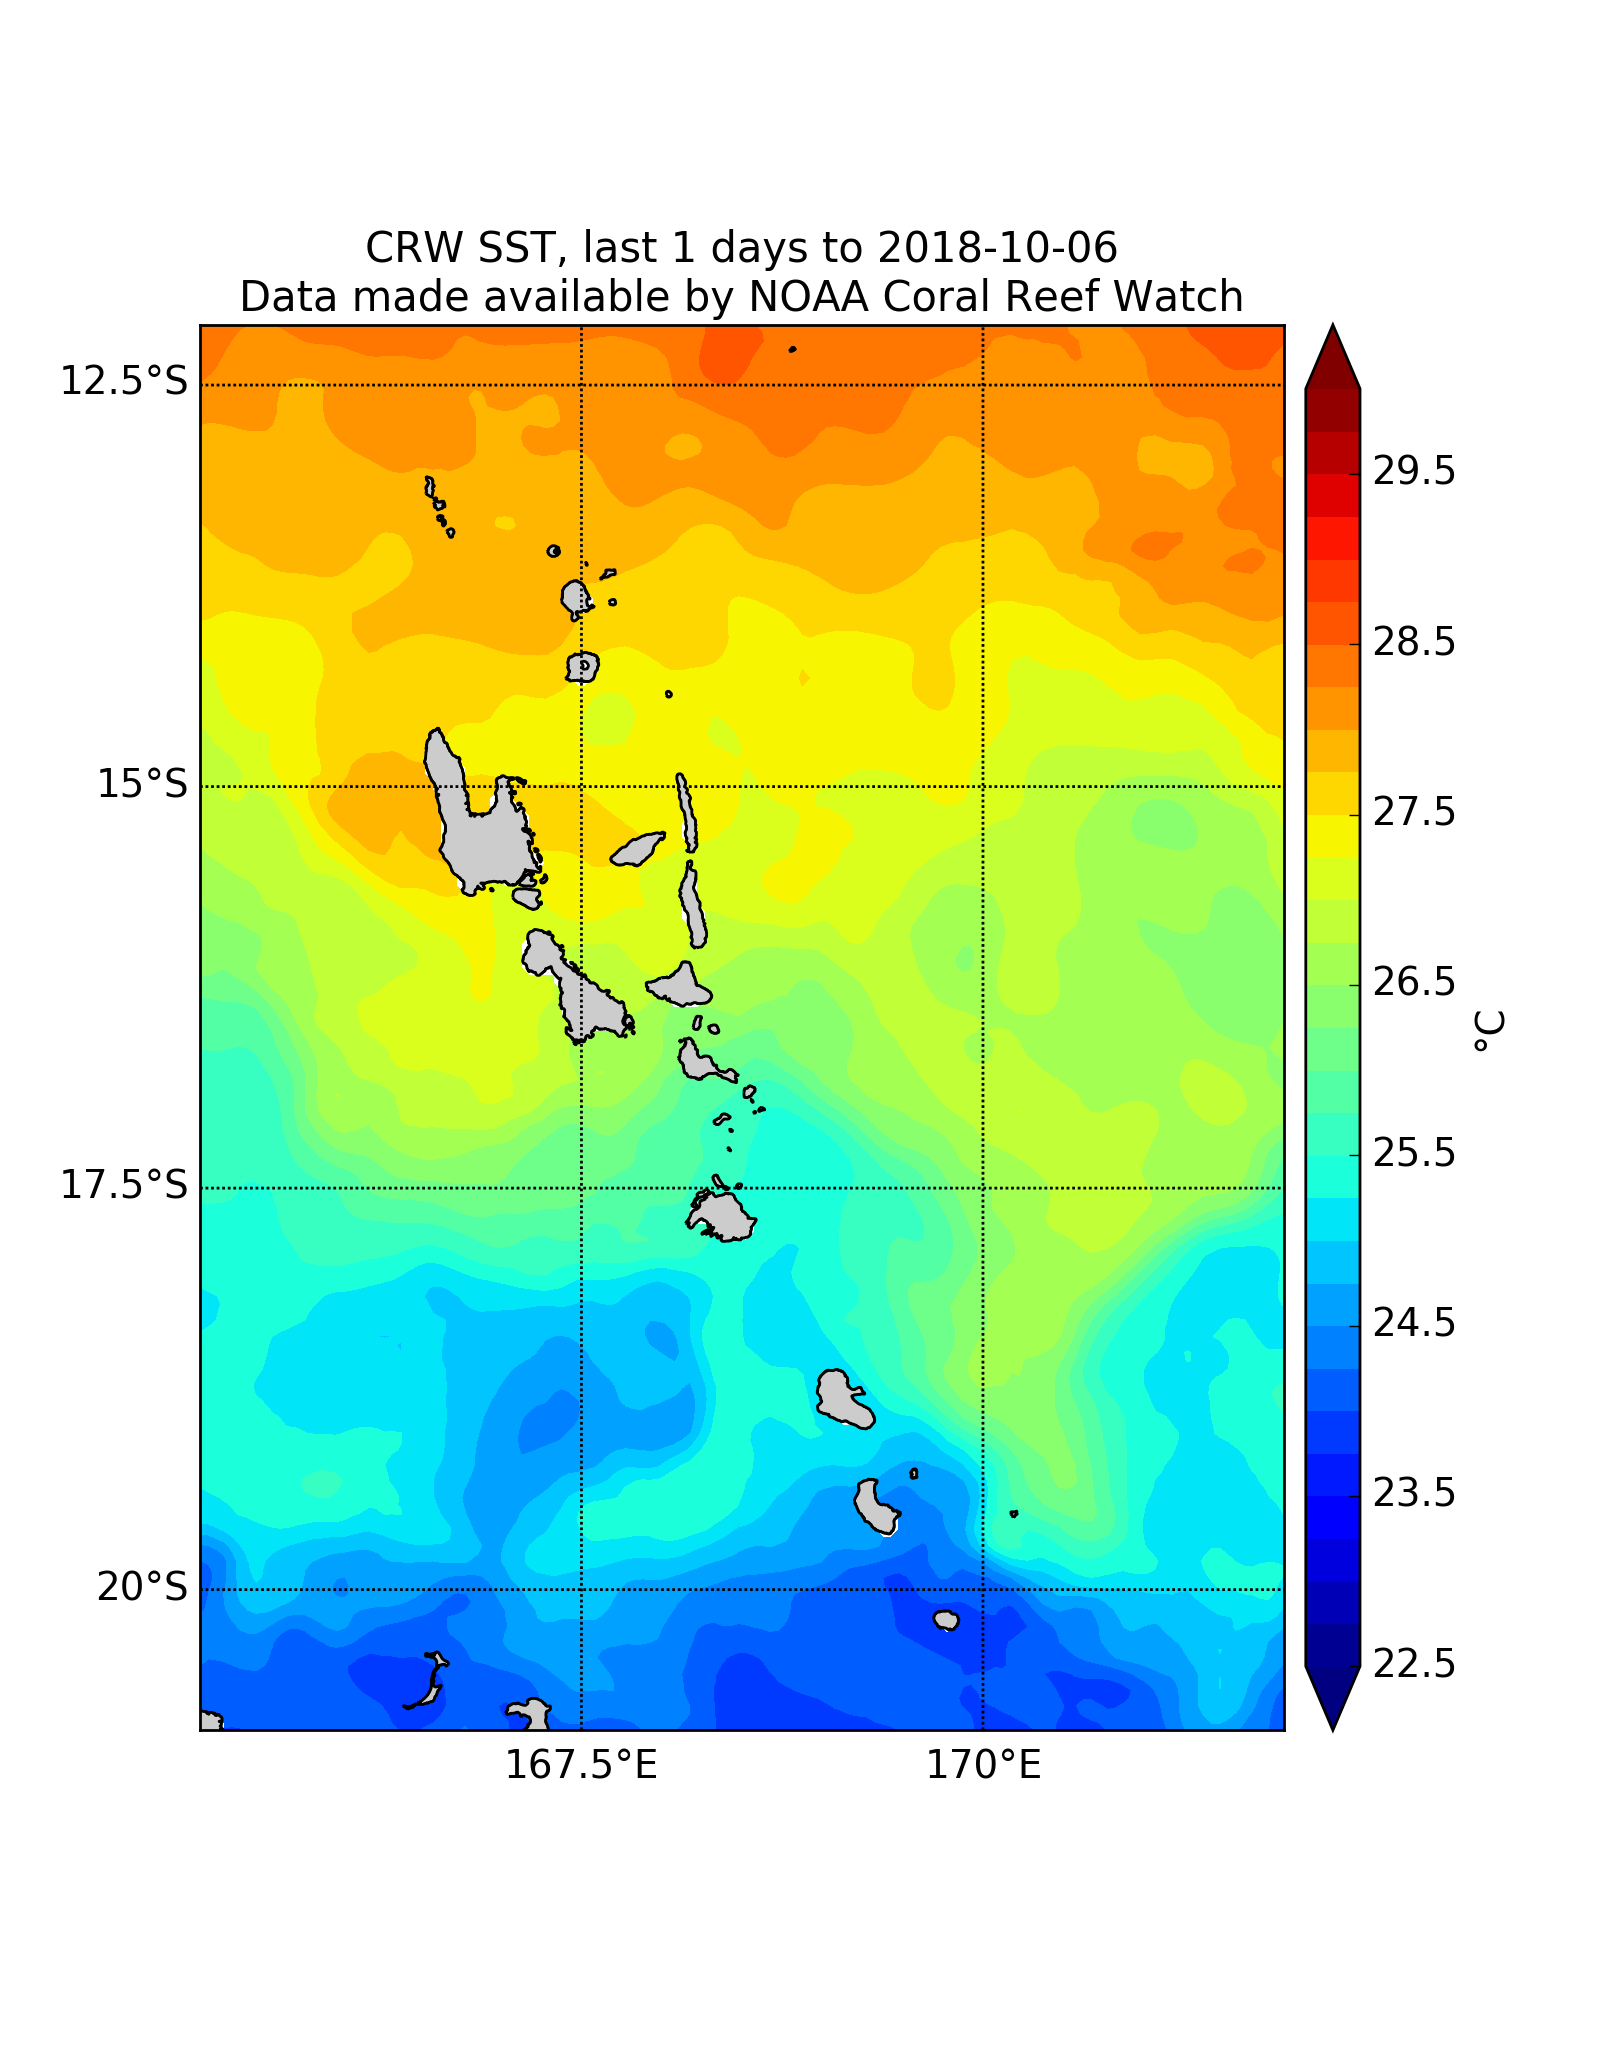 CRW SST, last 1 days to 2018-10-06
Data made available by NOAA Coral Reef Watch
12.5°S
15°S
17.5°S
20°S
167.5°E
170°E
29.5
28.5
27.5
26.5
25.5
24.5
23.5
22.5
°C